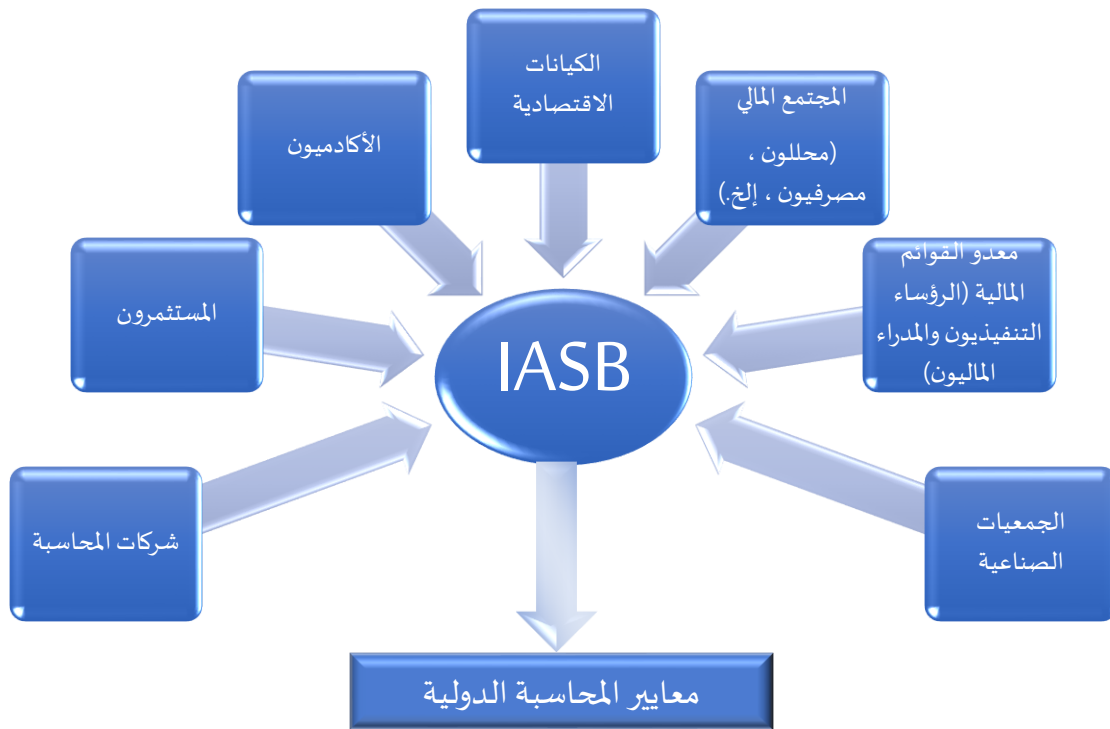 الكيانات
الاقتصادية
المجتمع المالي
(محللون ،
مصرفيون ، إلخ.)
الأكادميون
معدو القوائم
المالية (الرؤساء
التنفيذيون والمدراء
الماليون)
المستثمرون
IASB
الجمعيات
الصناعية
شركات المحاسبة
معايير المحاسبة الدولية